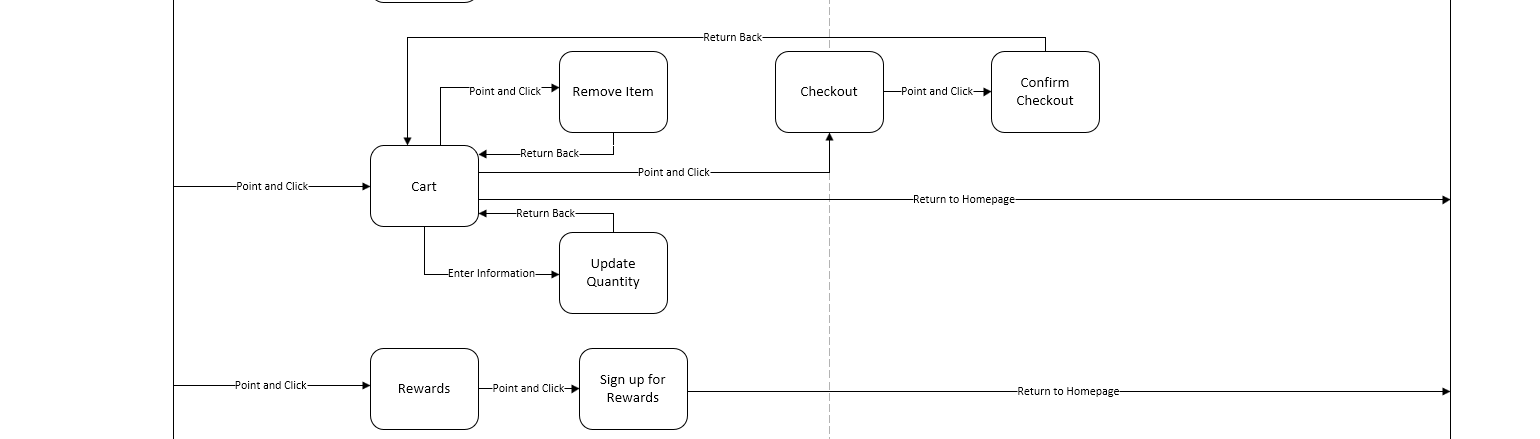 Return Back
Point and Click
Remove Item
Checkout
Point and Click
Confirm
Checkout
Return Back
Point and Click
Point and Click
Cart
Return to Homepage
Return Back
Enter Information
Update
Quantity
Point and Click
Rewards
Point and Click
Sign up for
Rewards
Return to Homepage